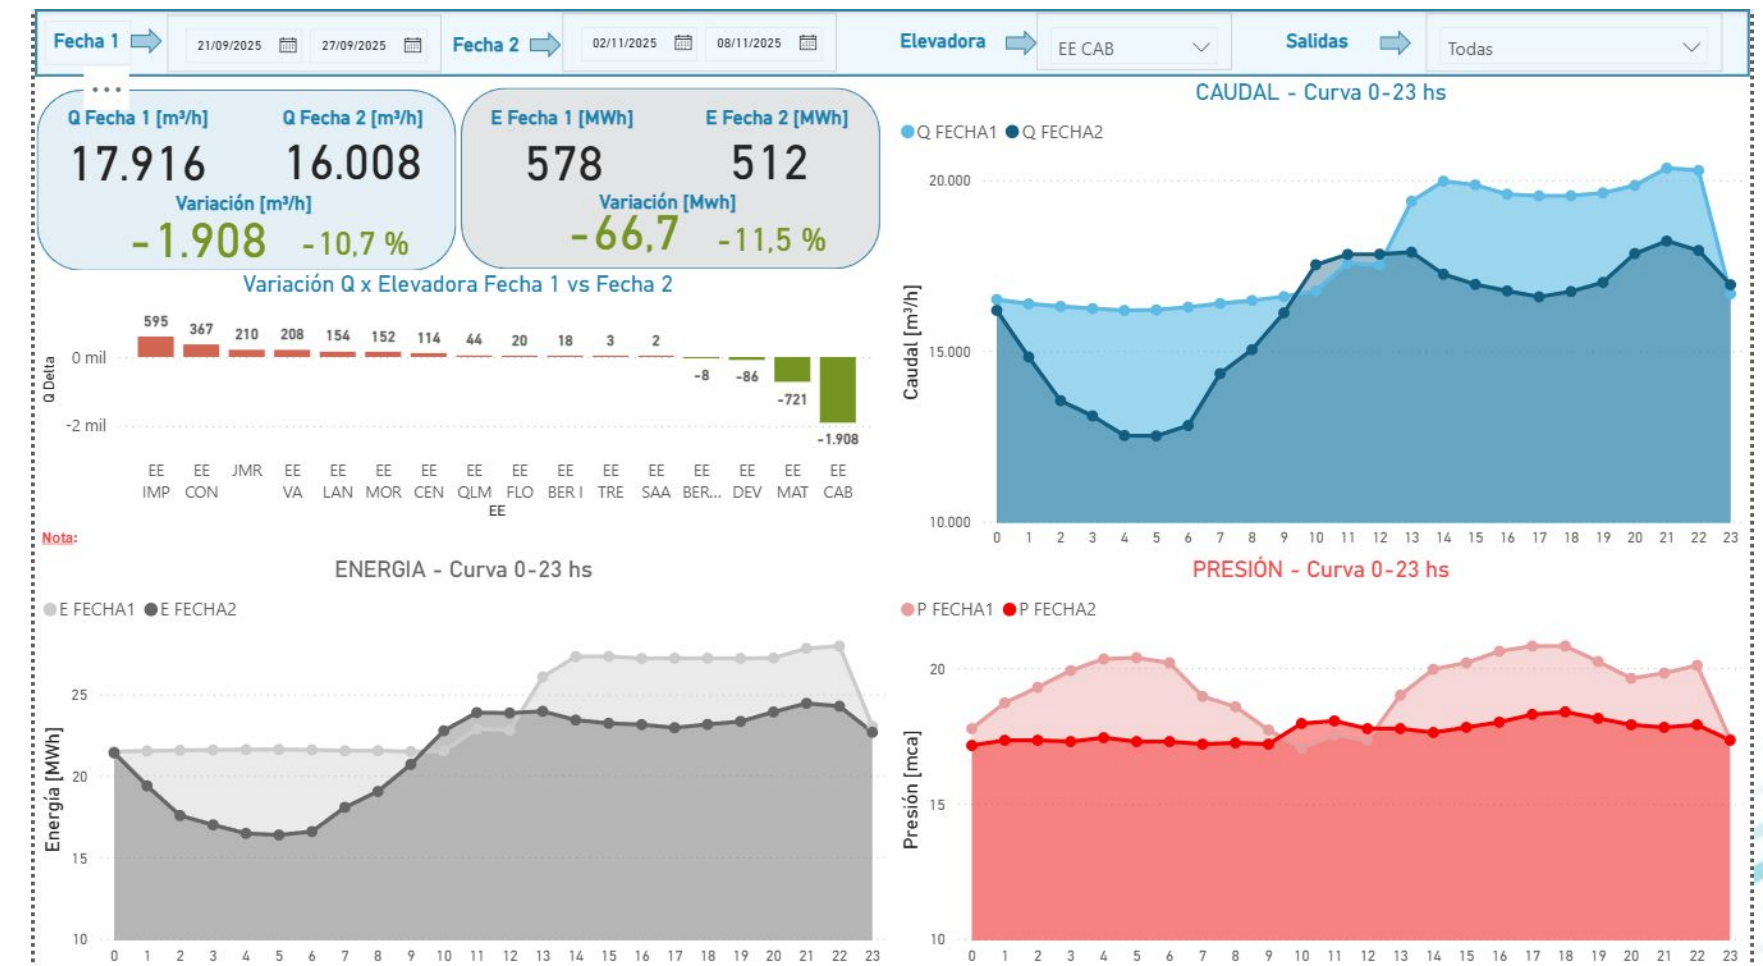 Fecha 1
21/09/2025
27/09/2025
Fecha 2
02/11/2025
08/11/2025
Elevadora
EE CAB
Salidas
Todas
...
Q Fecha 1 [m³/h]
Q Fecha 2 [m³/h]
17.916
16.008
Variación [m³/h]
-1.908
-10,7 %
E Fecha 1 [MWh]
E Fecha 2 [MWh]
578
512
Variación [Mwh]
-66,7
-11,5 %
Variación Q x Elevadora Fecha 1 vs Fecha 2
595 367 210 208 154 152 114 44 20 18 3 2
-8 -86 -721 -1.908
Q Delta
0 mil
-2 mil
EE IMP
EE CON
JMR
EE VA
EE LAN
EE MOR
EE CEN
EE QLM
EE FLO
EE BER I
EE TRE
EE SAA
EE BER...
EE DEV
EE MAT
EE CAB
EE
Nota:
CAUDAL - Curva 0-23 hs
Q FECHA1 Q FECHA2
Caudal [m³/h]
20.000
15.000
10.000
0 1 2 3 4 5 6 7 8 9 10 11 12 13 14 15 16 17 18 19 20 21 22 23
ENERGIA - Curva 0-23 hs
E FECHA1 E FECHA2
Energía [MWh]
25
20
15
10
0 1 2 3 4 5 6 7 8 9 10 11 12 13 14 15 16 17 18 19 20 21 22 23
PRESIÓN - Curva 0-23 hs
P FECHA1 P FECHA2
Presión [mca]
20
15
10
0 1 2 3 4 5 6 7 8 9 10 11 12 13 14 15 16 17 18 19 20 21 22 23